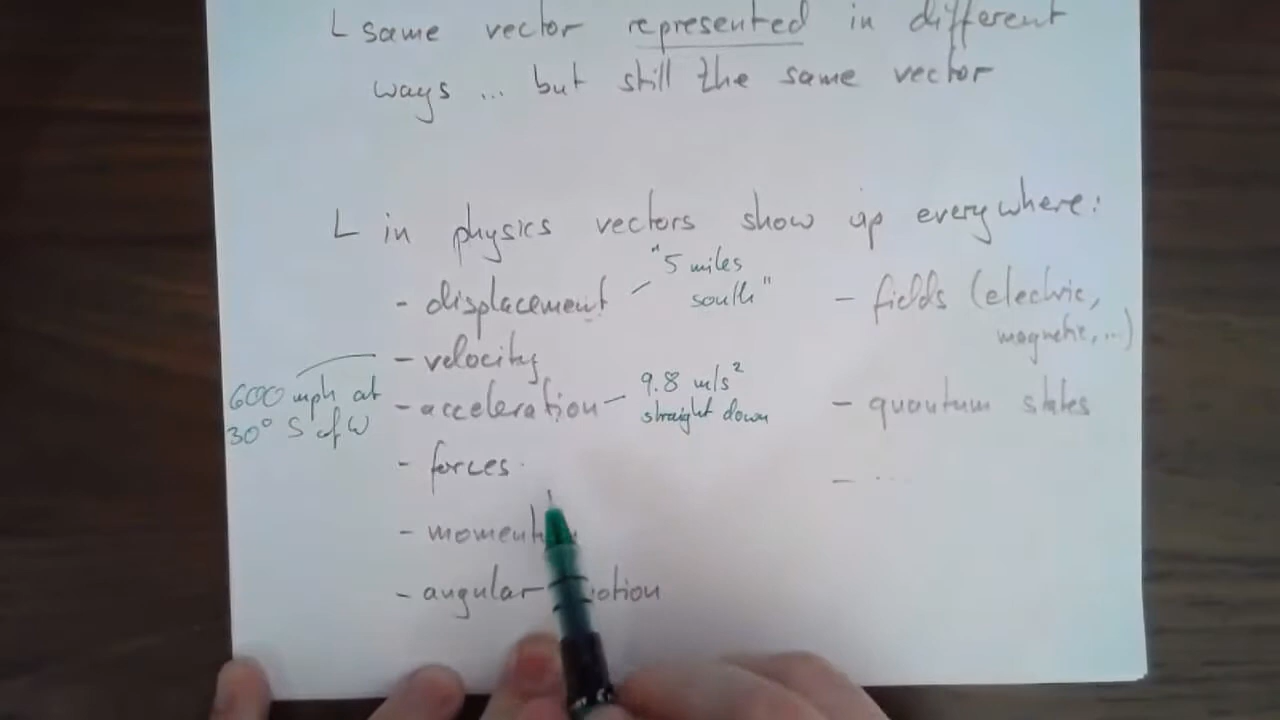 L same vector represented in different
ways ... but still the same vector
L in physics vectors show up everywhere:
- displacement - "5 miles
south"
- velocity
600 mph at
30° S of W
- acceleration - 9.8 m/s²
straight down
- forces
-
- angular
- fields (electric,
magnetic, ...)
- quantum states
- ...